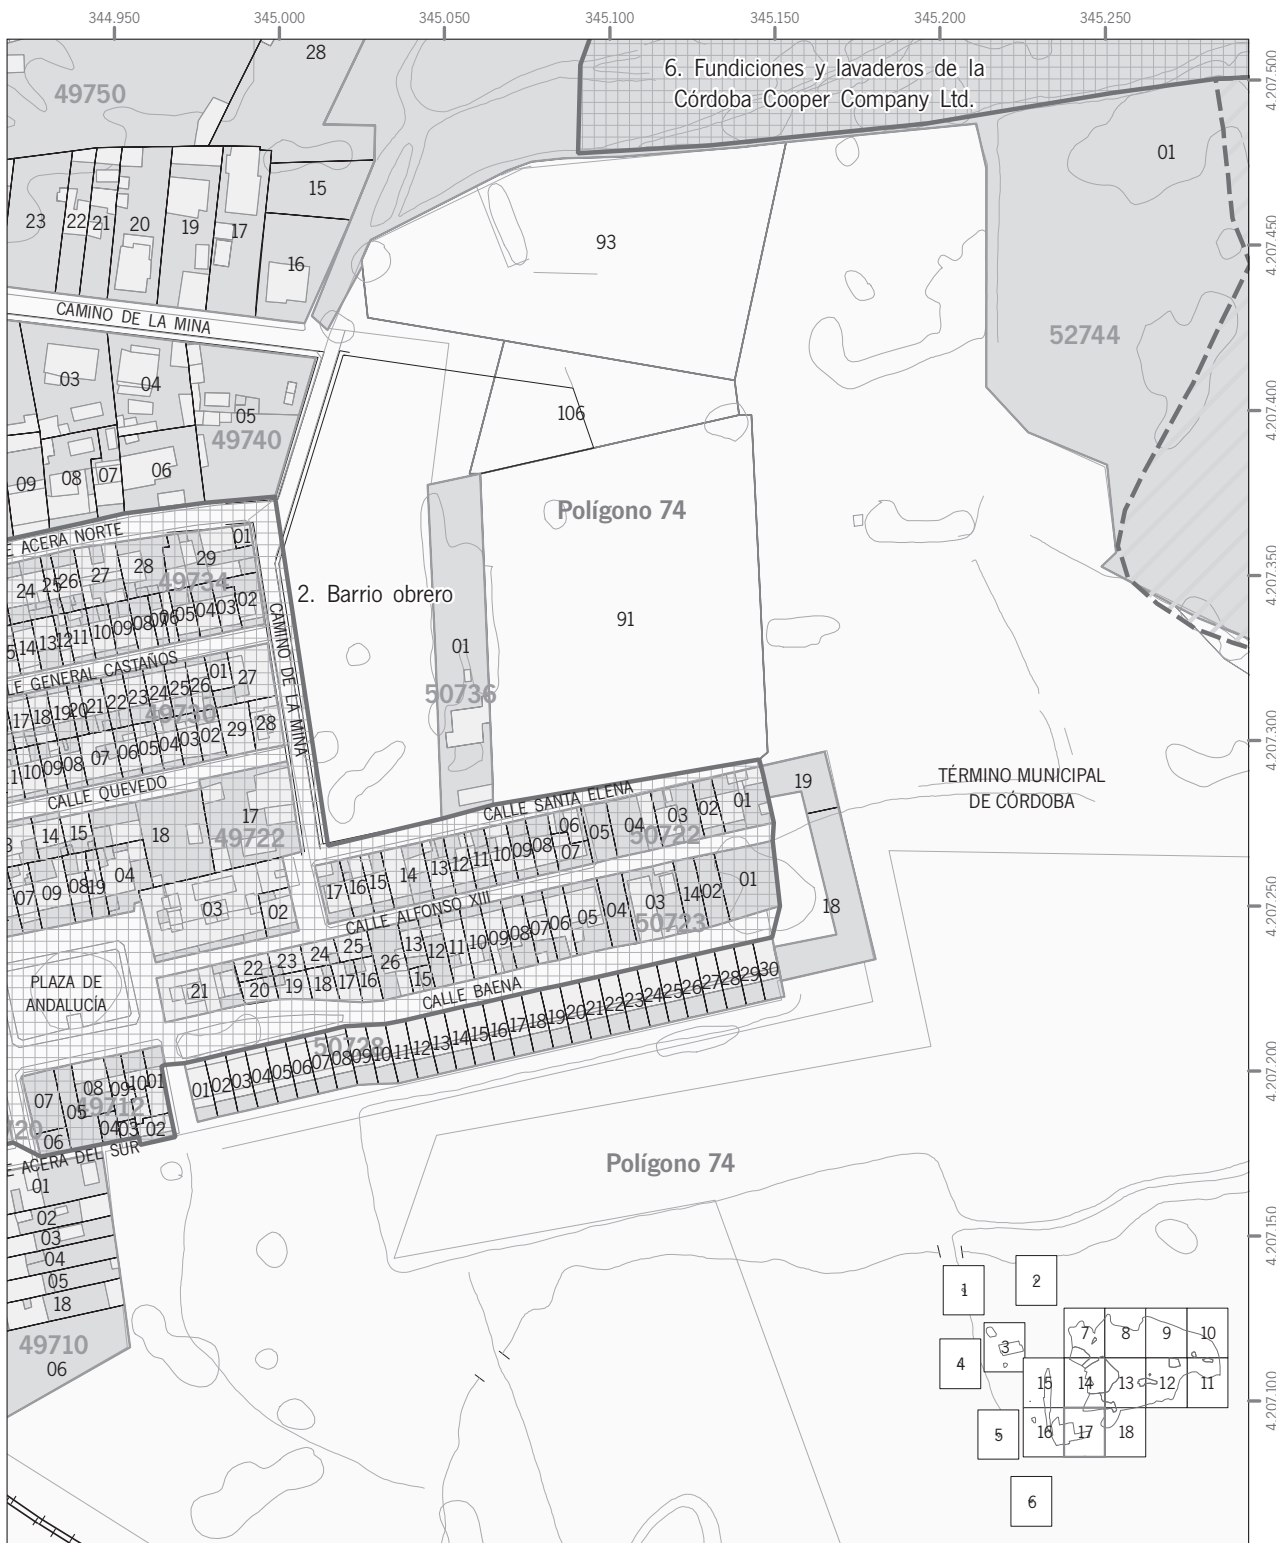 344.950 345.000 345.050 345.100 345.150 345.200 345.250
4.207.500
4.207.450
4.207.400
4.207.350
4.207.300
4.207.250
4.207.200
4.207.150
4.207.100
6. Fundiciones y lavaderos de la
Córdoba Cooper Company Ltd.
49750
28
15
16
23 22 21 20 19 17
93
01
52744
CAMINO DE LA MINA
03 04 05
49740
09 08 07 06
106
Polígono 74
91
2. Barrio obrero
01
50736
E ACERA NORTE
24 25 26 27 28 29 01
49734
14 13 12 11 10 09 08 07 06 05 04 03 02
LE GENERAL CASTAÑOS
CAMINO DE LA MINA
17 18 19 20 21 22 23 24 25 26 01 27
49730
10 09 08 07 06 05 04 03 02 29 28
CALLE QUEVEDO
14 15 18 17
49722
07 09 08 19 04 03 02
CALLE SANTA ELENA
17 16 15 14 13 12 11 10 09 08 07 06 05 04 03 02 01
50722
19
18
TÉRMINO MUNICIPAL
DE CÓRDOBA
CALLE ALFONSO XIII
21 22 20 23 19 24 18 25 17 16 26 13 15 12 11 10 09 08 07 06 05 04 03 14 02 01
50723
PLAZA DE
ANDALUCÍA
CALLE BAENA
50728
01 02 03 04 05 06 07 08 09 10 11 12 13 14 15 16 17 18 19 20 21 22 23 24 25 26 27 28 29 30
07 08 09 10 01
05
49712
06 04 03 02
720
E ACERA DEL SUR
01
02
03
04
05
18
49710
06
Polígono 74
1 2
3
4
5
6
7 8 9 10
15 14 13 12 11
16 17 18